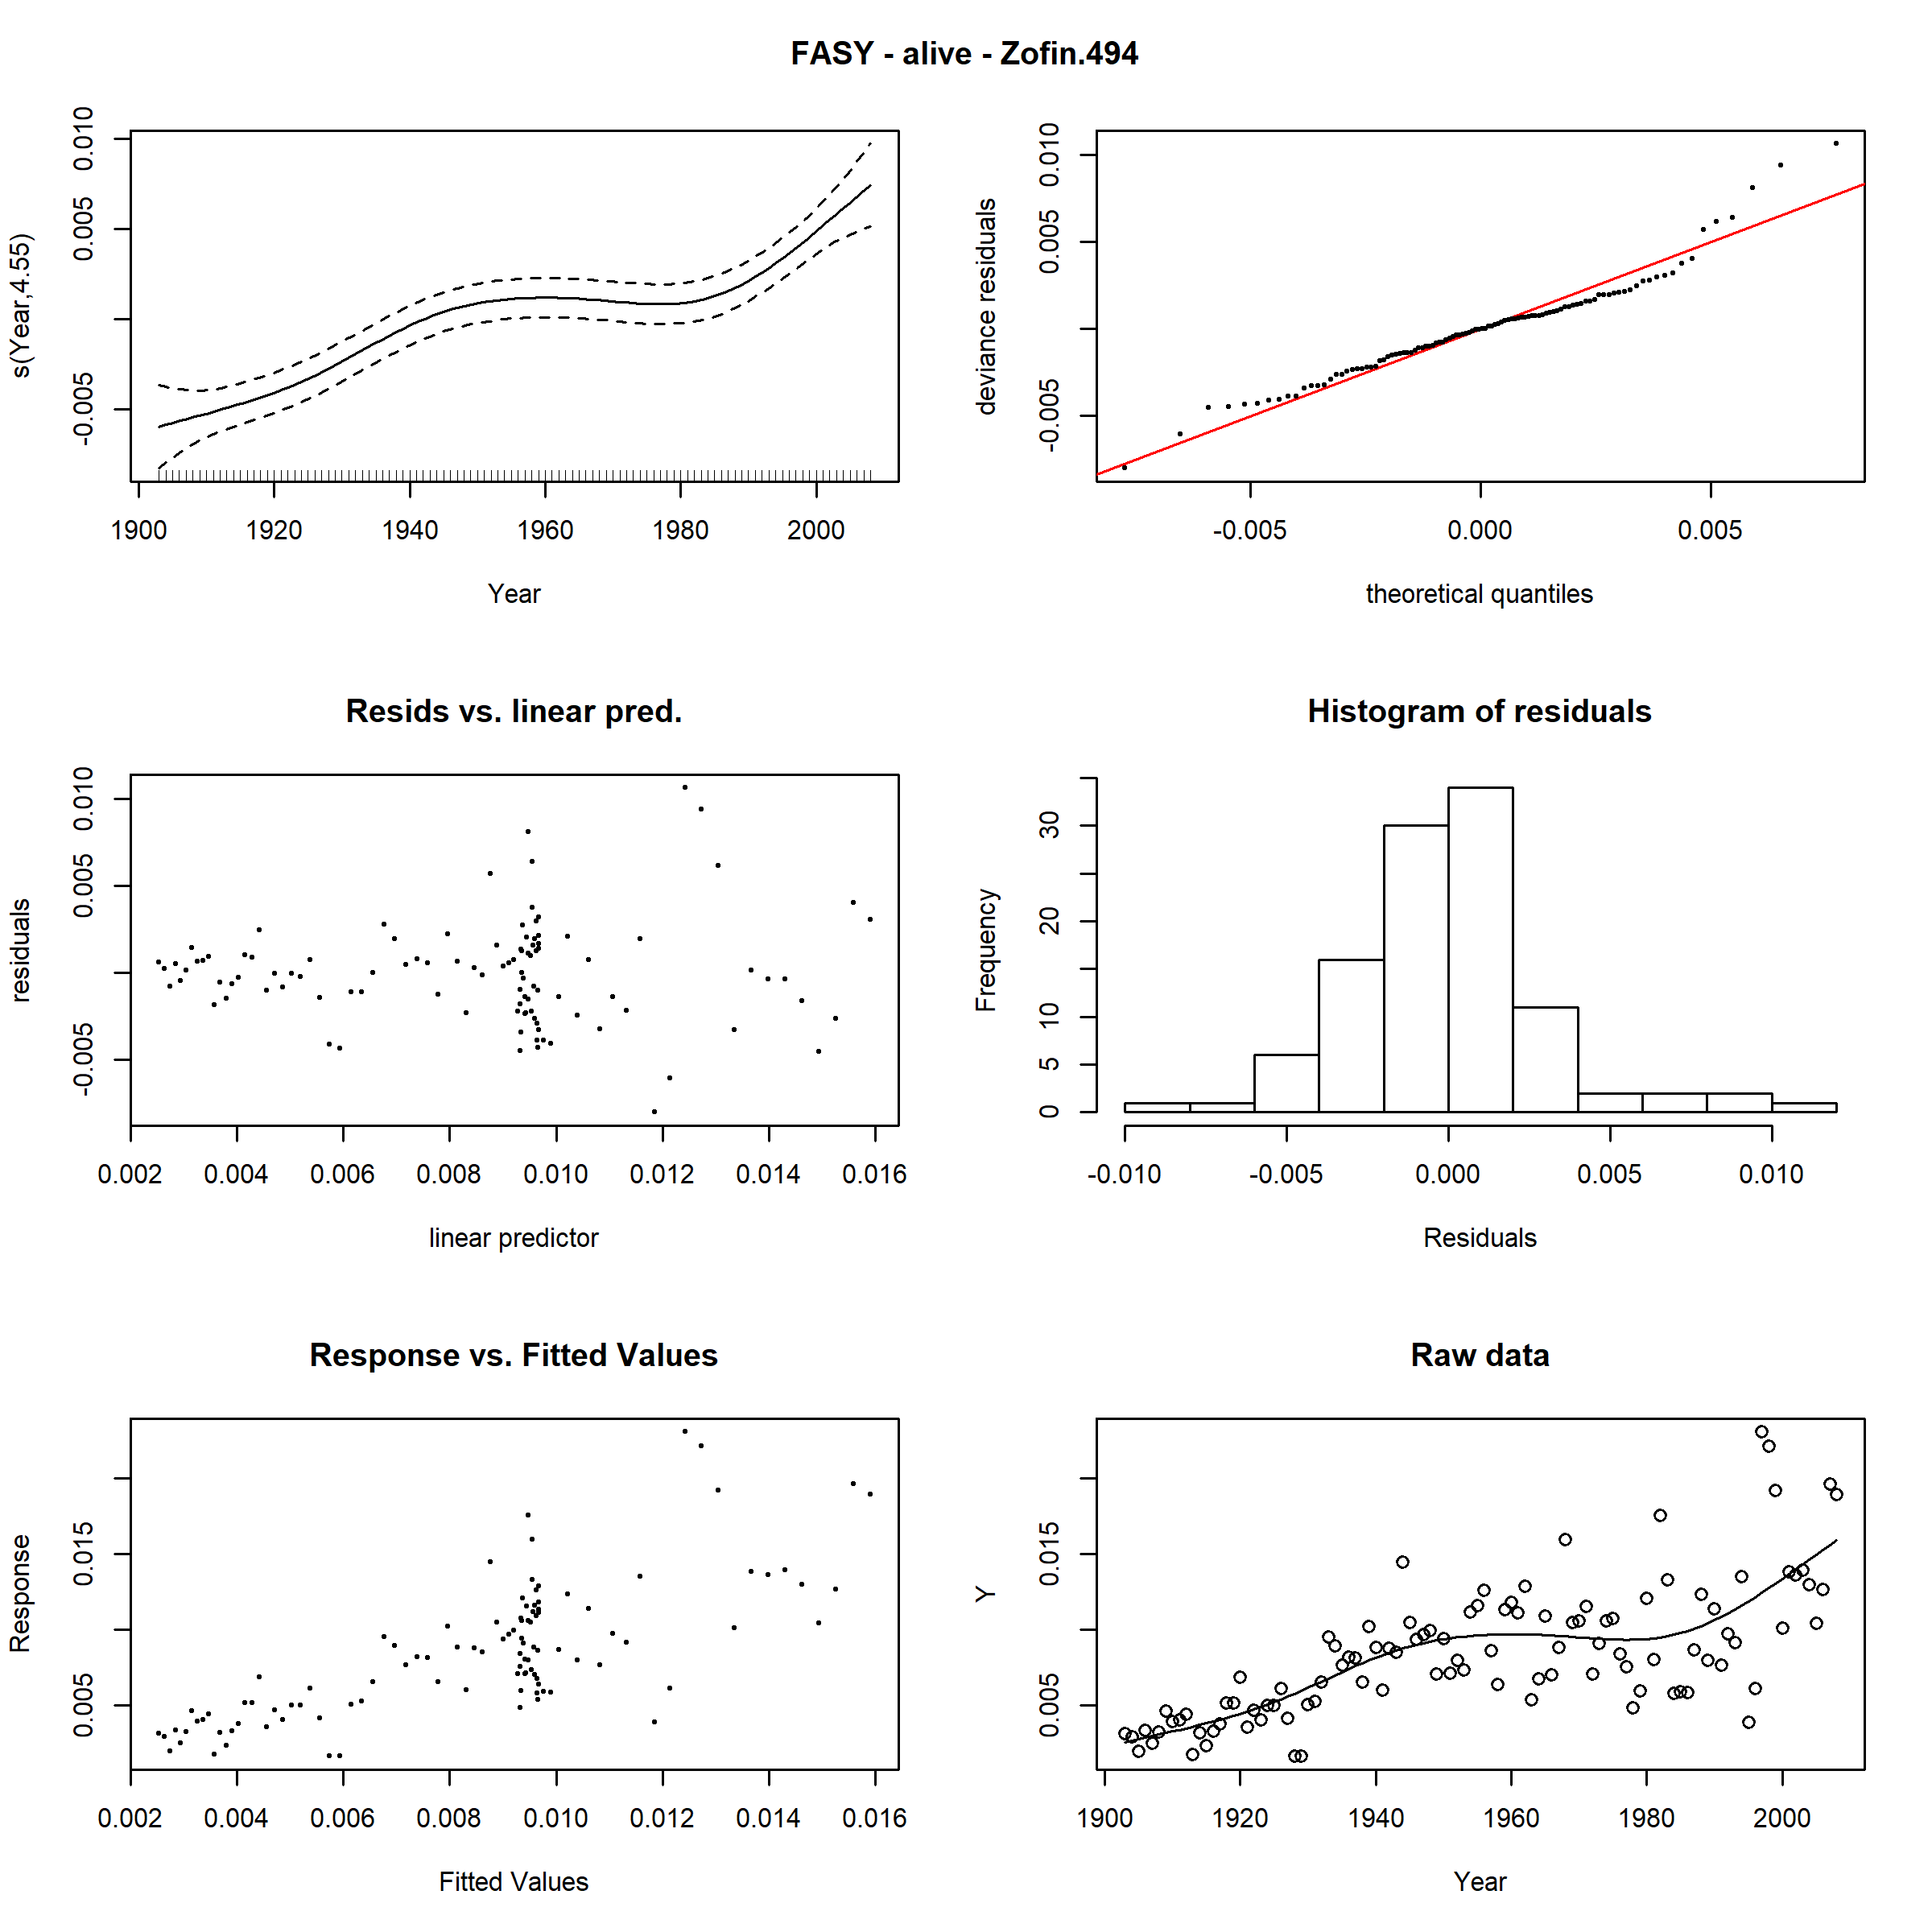 FASY - alive - Zofin.494
s(Year,4.55)
-0.005 0.005 0.010
1900 1920 1940 1960 1980 2000
Year
deviance residuals
-0.005 0.005 0.010
-0.005 0.000 0.005
theoretical quantiles
Resids vs. linear pred.
residuals
-0.005 0.005 0.010
0.002 0.004 0.006 0.008 0.010 0.012 0.014 0.016
linear predictor
Histogram of residuals
Frequency
0 5 10 20 30
-0.010 -0.005 0.000 0.005 0.010
Residuals
Response vs. Fitted Values
Response
0.005 0.015
0.002 0.004 0.006 0.008 0.010 0.012 0.014 0.016
Fitted Values
Raw data
Y
0.005 0.015
1900 1920 1940 1960 1980 2000
Year